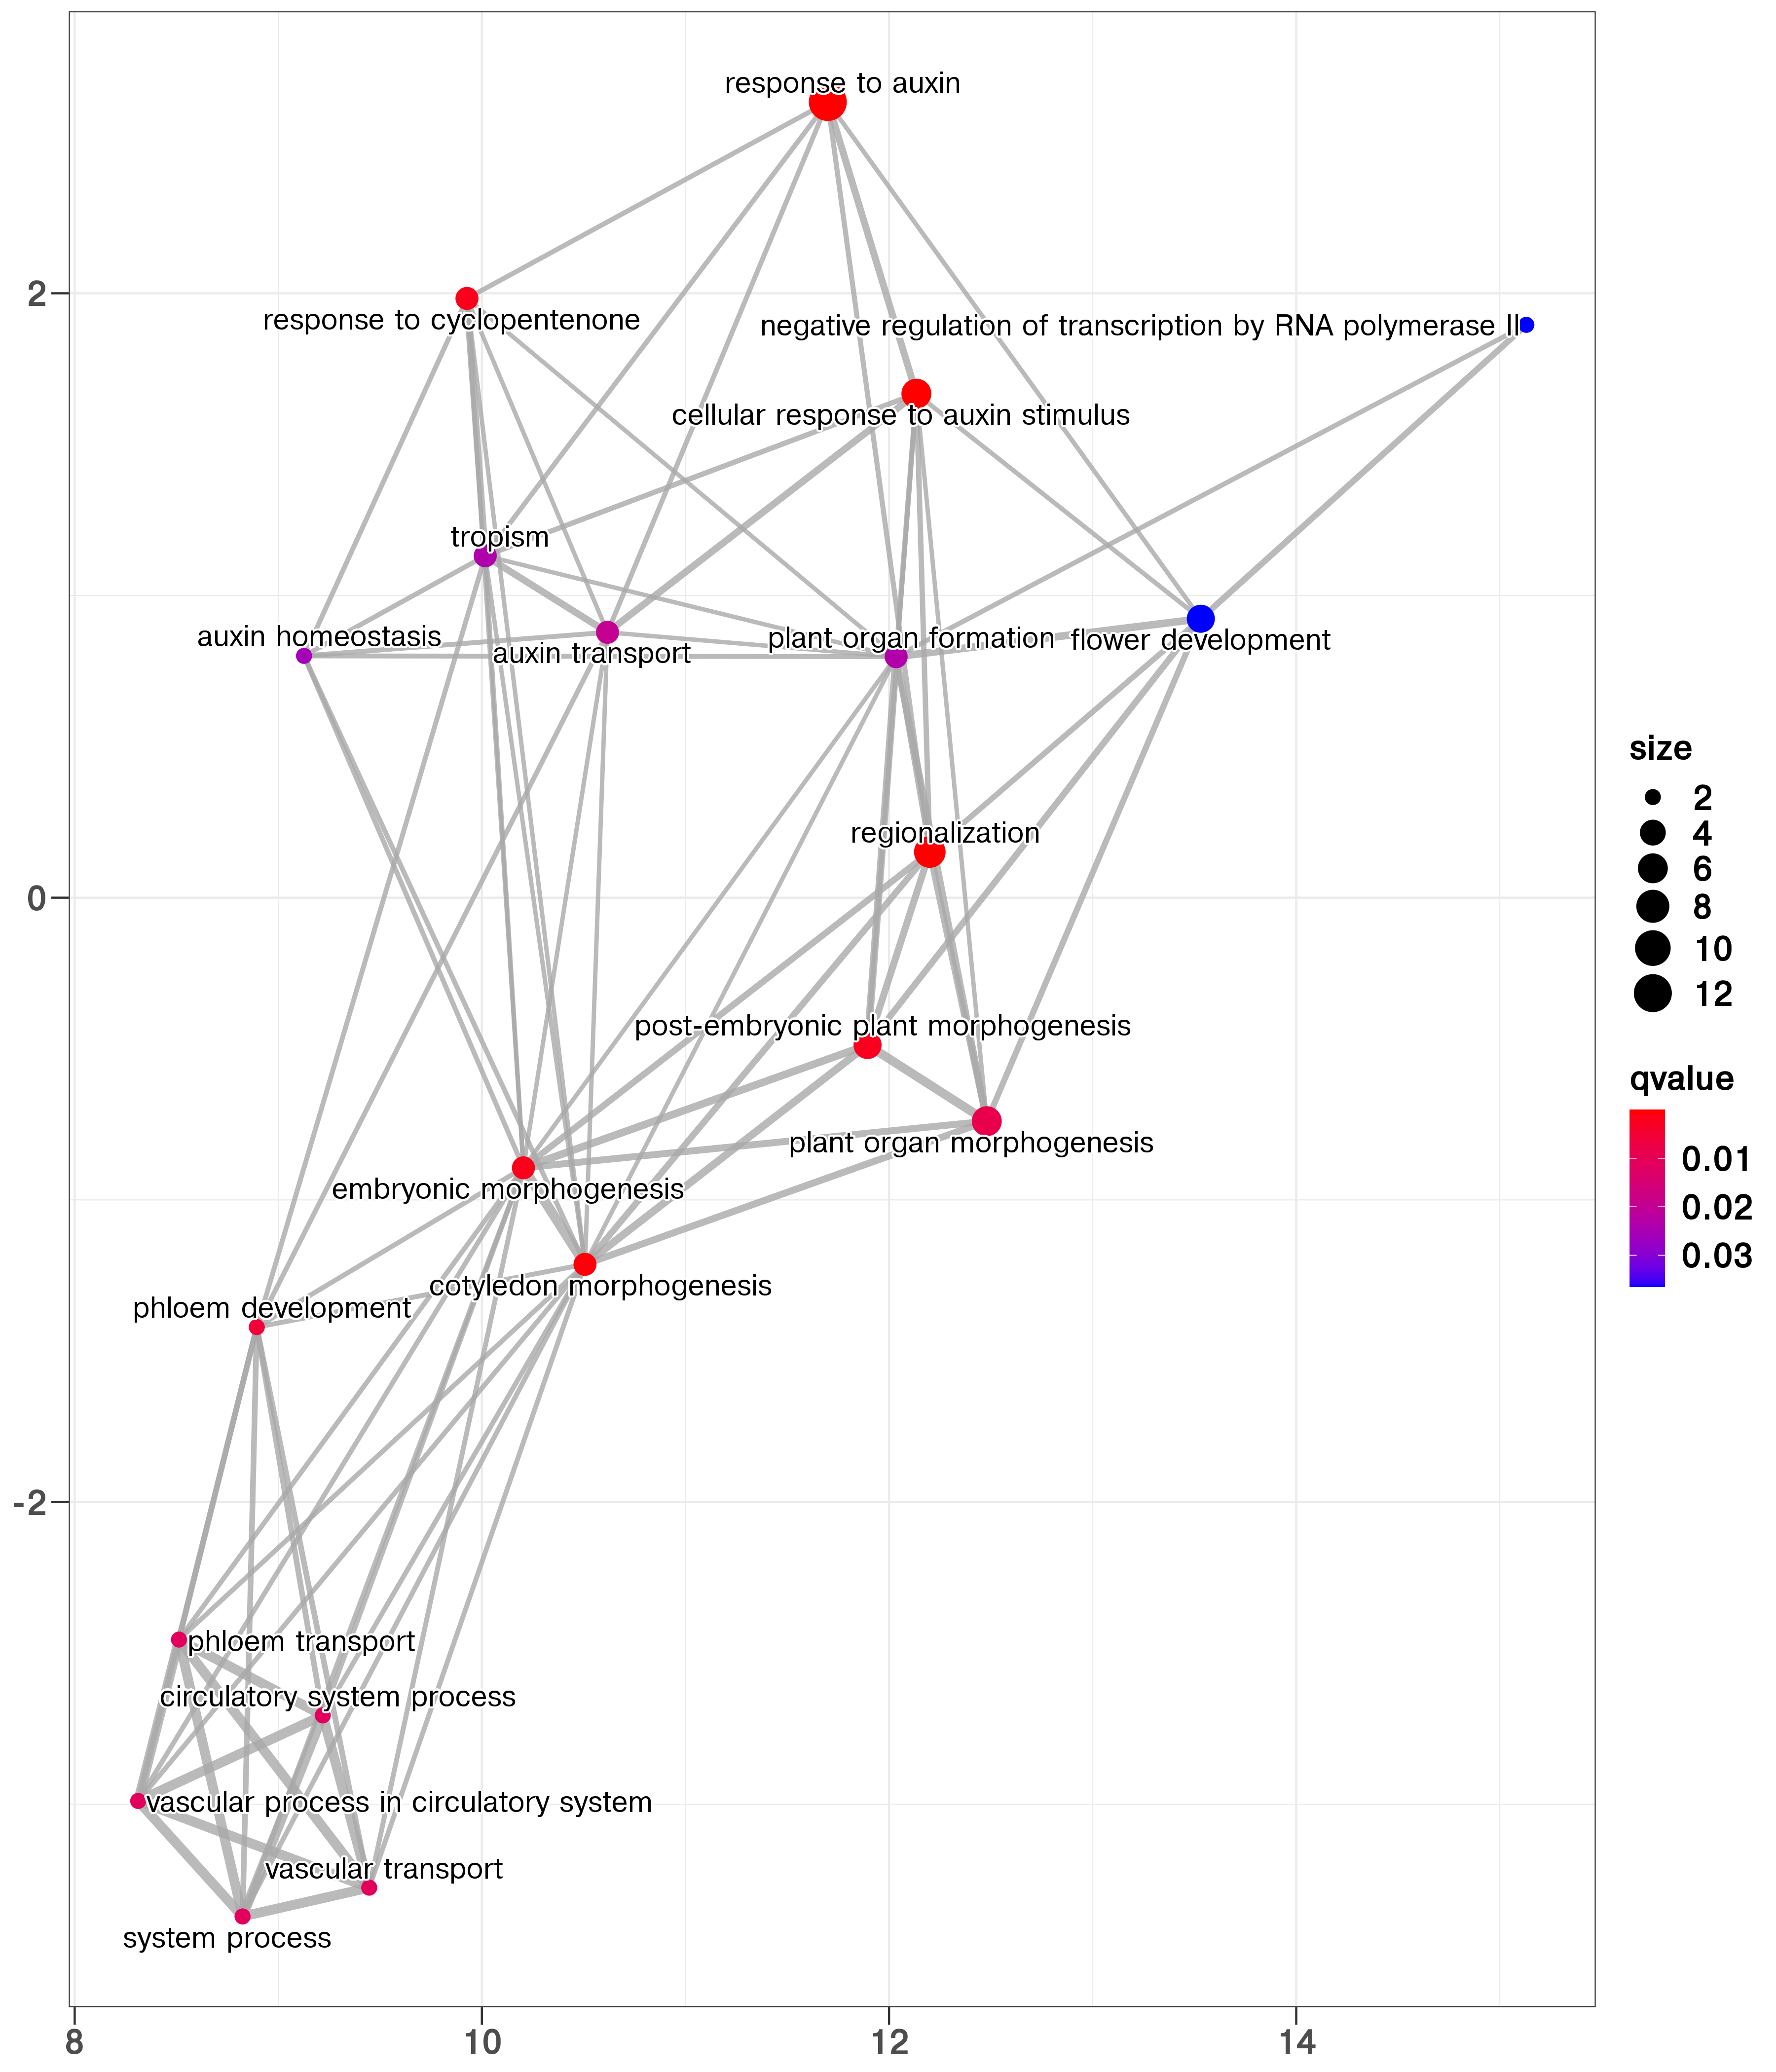 response to auxin
2
response to cyclopentenone
negative regulation of transcription by RNA polymerase II
cellular response to auxin stimulus
tropism
auxin homeostasis
auxin transport
plant organ formation
flower development
size
2
4
6
8
10
12
regionalization
0
post-embryonic plant morphogenesis
qvalue
0.01
0.02
0.03
plant organ morphogenesis
embryonic morphogenesis
cotyledon morphogenesis
phloem development
-2
phloem transport
circulatory system process
vascular process in circulatory system
vascular transport
system process
8
10
12
14